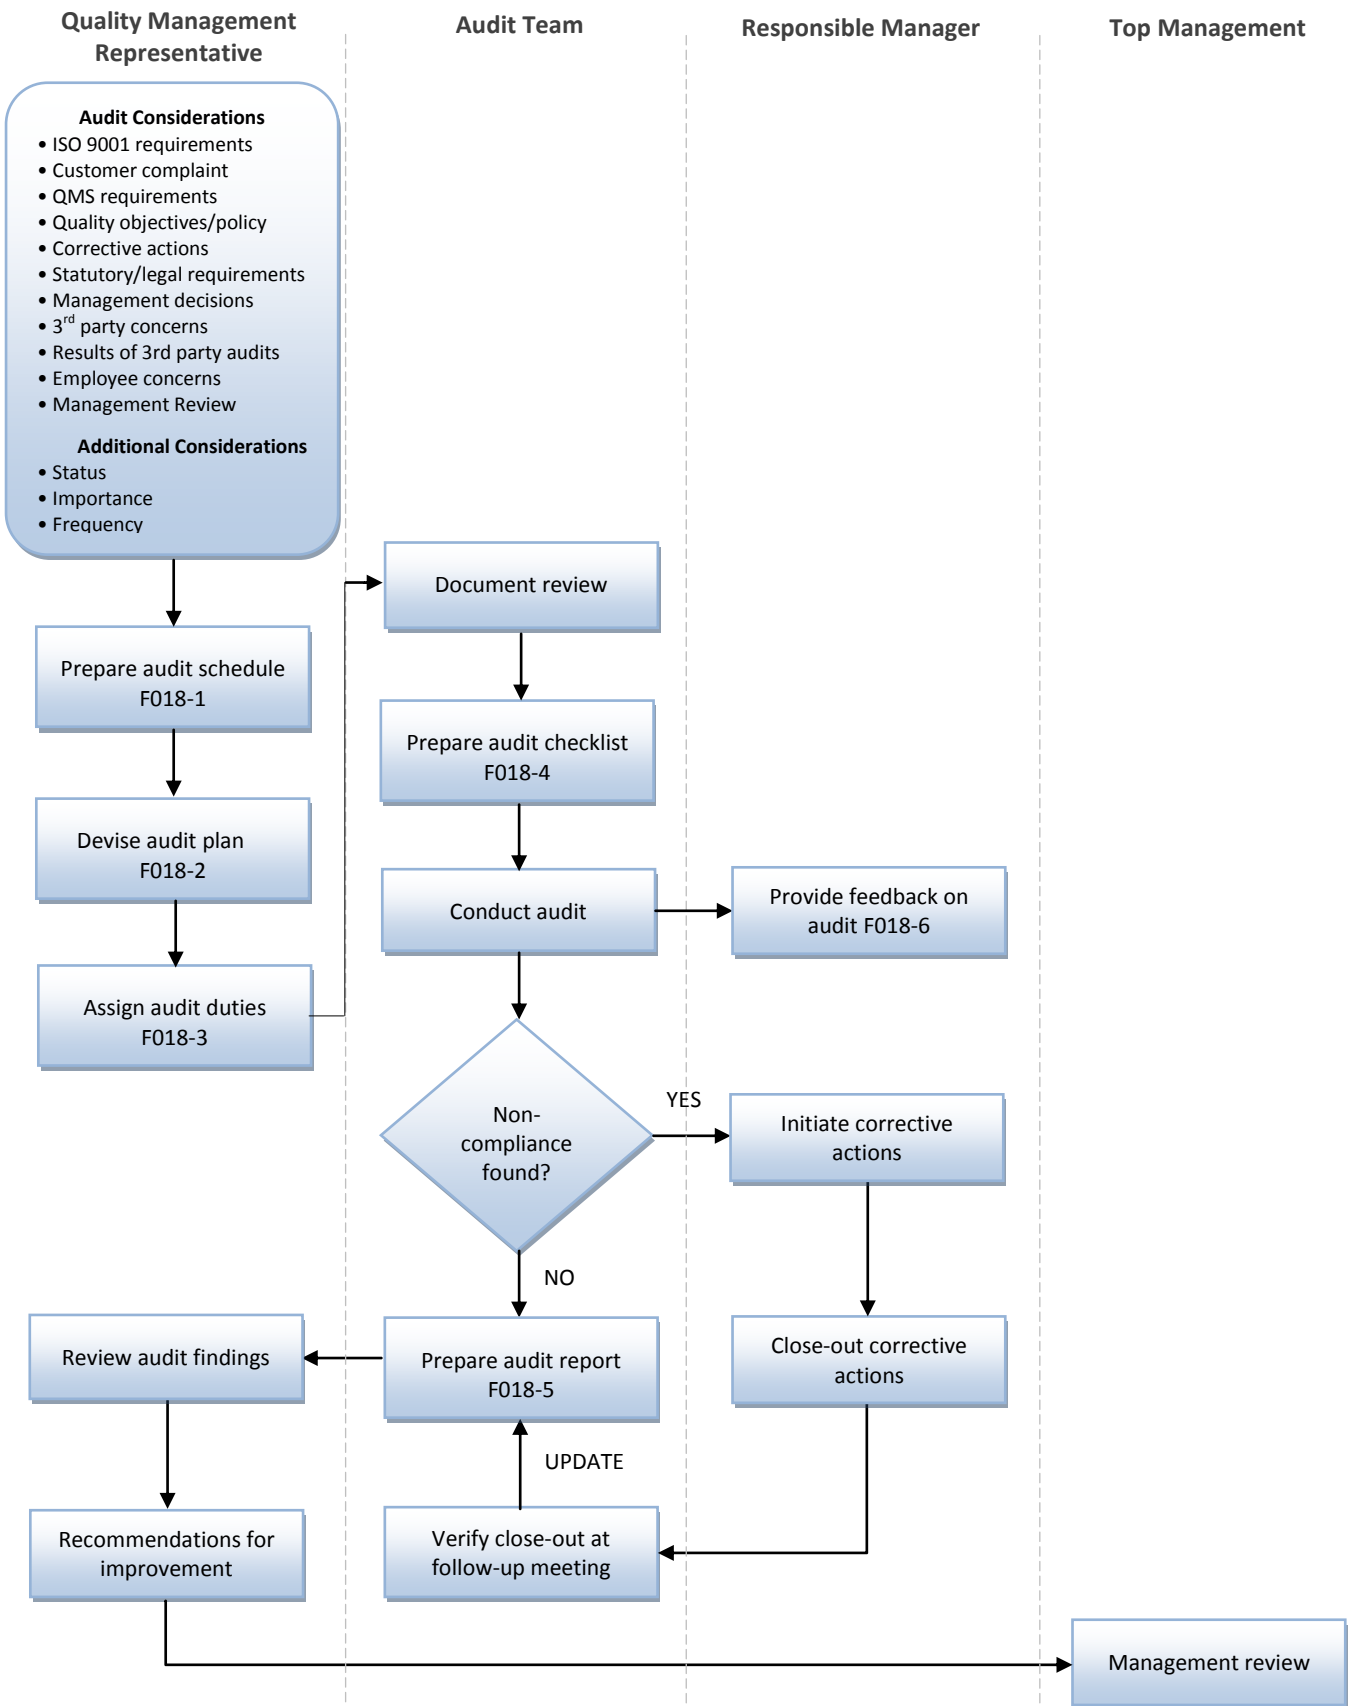 Quality Management
Representative
Audit Team
Responsible Manager
Top Management
Audit Considerations
• ISO 9001 requirements
• Customer complaint
• QMS requirements
• Quality objectives/policy
• Corrective actions
• Statutory/legal requirements
• Management decisions
• 3rd party concerns
• Results of 3rd party audits
• Employee concerns
• Management Review
Additional Considerations
• Status
• Importance
• Frequency
Document review
Prepare audit schedule
F018-1
Prepare audit checklist
F018-4
Devise audit plan
F018-2
Conduct audit
Provide feedback on
audit F018-6
Assign audit duties
F018-3
Non-
compliance
found?
YES
Initiate corrective
actions
NO
Review audit findings
Prepare audit report
F018-5
Close-out corrective
actions
UPDATE
Recommendations for
improvement
Verify close-out at
follow-up meeting
Management review